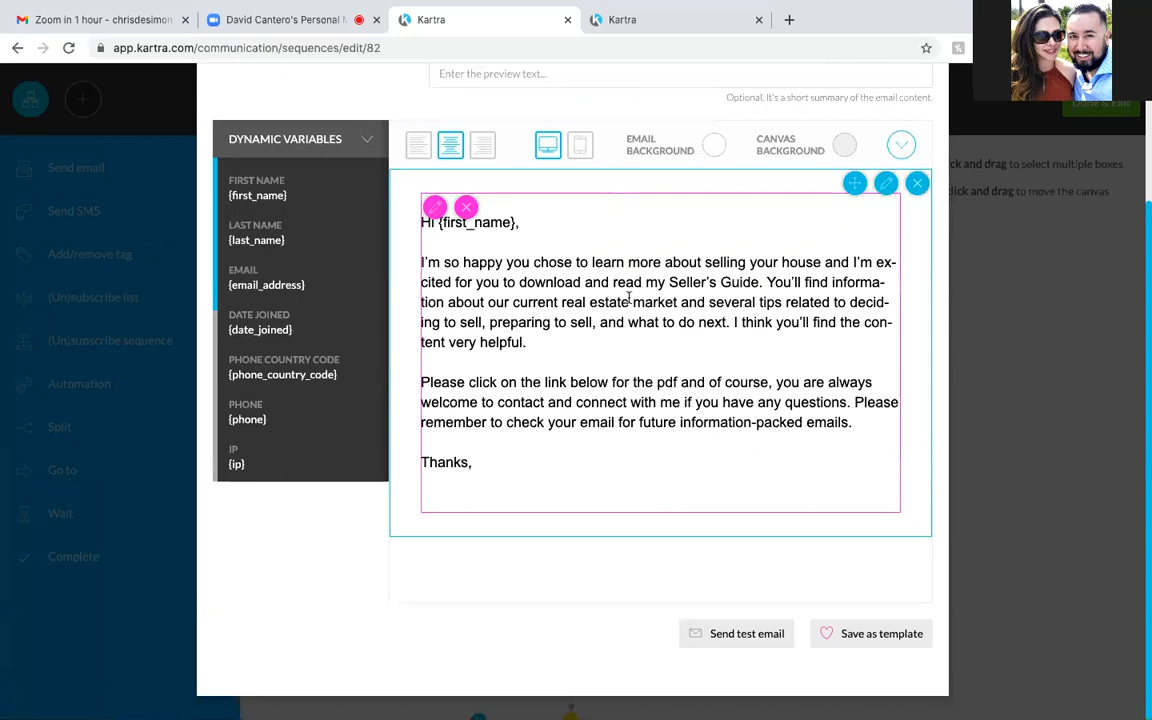 Zoom in 1 hour - chrisdesimon
David Cantero's Personal M
Kartra
Kartra
app.kartra.com/communication/sequences/edit/82
Enter the preview text...
Optional. It's a short summary of the email content.
Done & Exit
DYNAMIC VARIABLES
EMAIL
BACKGROUND
CANVAS
BACKGROUND
Send email
Send SMS
Add/remove tag
(Un)subscribe list
(Un)subscribe sequence
Automation
Split
Go to
Wait
Complete
FIRST NAME
{first_name}
LAST NAME
{last_name}
EMAIL
{email_address}
DATE JOINED
{date_joined}
PHONE COUNTRY CODE
{phone_country_code}
PHONE
{phone}
IP
{ip}
Hi {first_name},
I'm so happy you chose to learn more about selling your house and I'm ex-
cited for you to download and read my Seller's Guide. You'll find informa-
tion about our current real estate market and several tips related to decid-
ing to sell, preparing to sell, and what to do next. I think you'll find the con-
tent very helpful.
Please click on the link below for the pdf and of course, you are always
welcome to contact and connect with me if you have any questions. Please
remember to check your email for future information-packed emails.
Thanks,
ick and drag to select multiple boxes
lick and drag to move the canvas
Send test email
Save as template